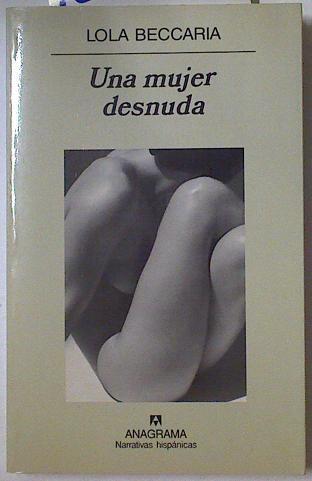 LOLA BECCARIA
Una mujer
desnuda
ANAGRAMA
Narrativas hispánicas